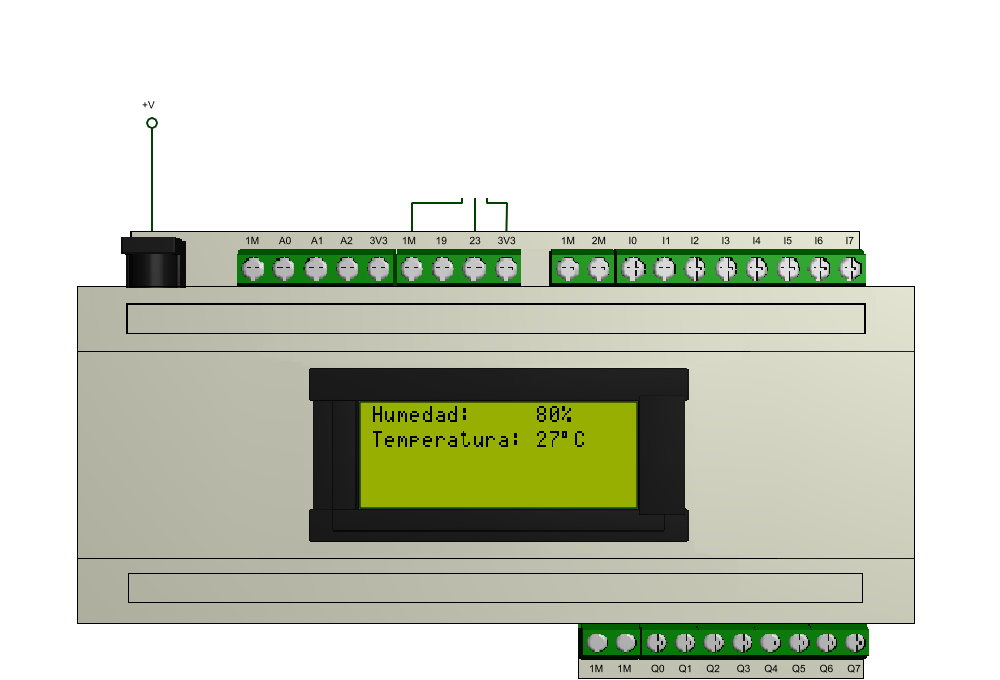 +V
1M A0 A1 A2 3V3 1M 19 23 3V3 1M 2M I0 I1 I2 I3 I4 I5 I6 I7
Humedad: 80%
Temperatura: 27°C
1M 1M Q0 Q1 Q2 Q3 Q4 Q5 Q6 Q7